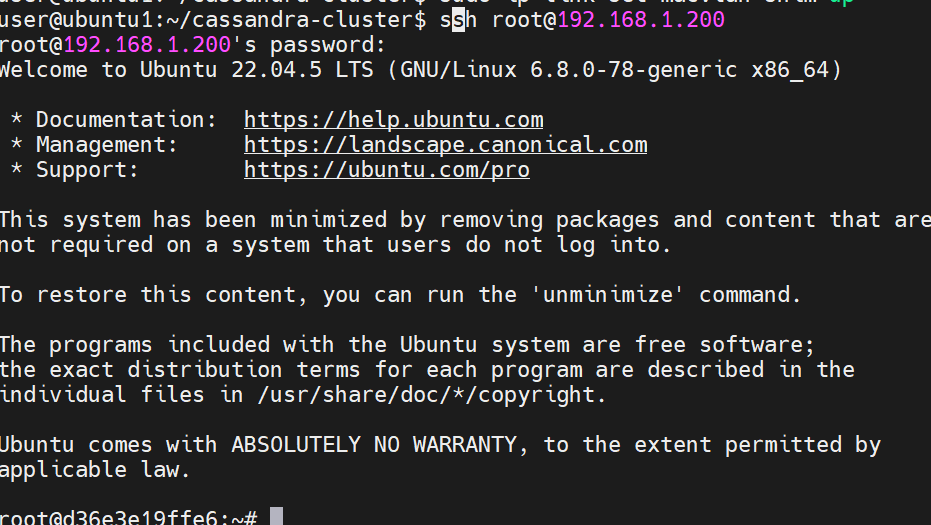 user@ubuntu1:~/cassandra-cluster$ ssh root@192.168.1.200
root@192.168.1.200's password:
Welcome to Ubuntu 22.04.5 LTS (GNU/Linux 6.8.0-78-generic x86_64)
* Documentation: https://help.ubuntu.com
* Management: https://landscape.canonical.com
* Support: https://ubuntu.com/pro
This system has been minimized by removing packages and content that are
not required on a system that users do not log into.
To restore this content, you can run the 'unminimize' command.
The programs included with the Ubuntu system are free software;
the exact distribution terms for each program are described in the
individual files in /usr/share/doc/*/copyright.
Ubuntu comes with ABSOLUTELY NO WARRANTY, to the extent permitted by
applicable law.
root@d36e3e19ffe6:~#